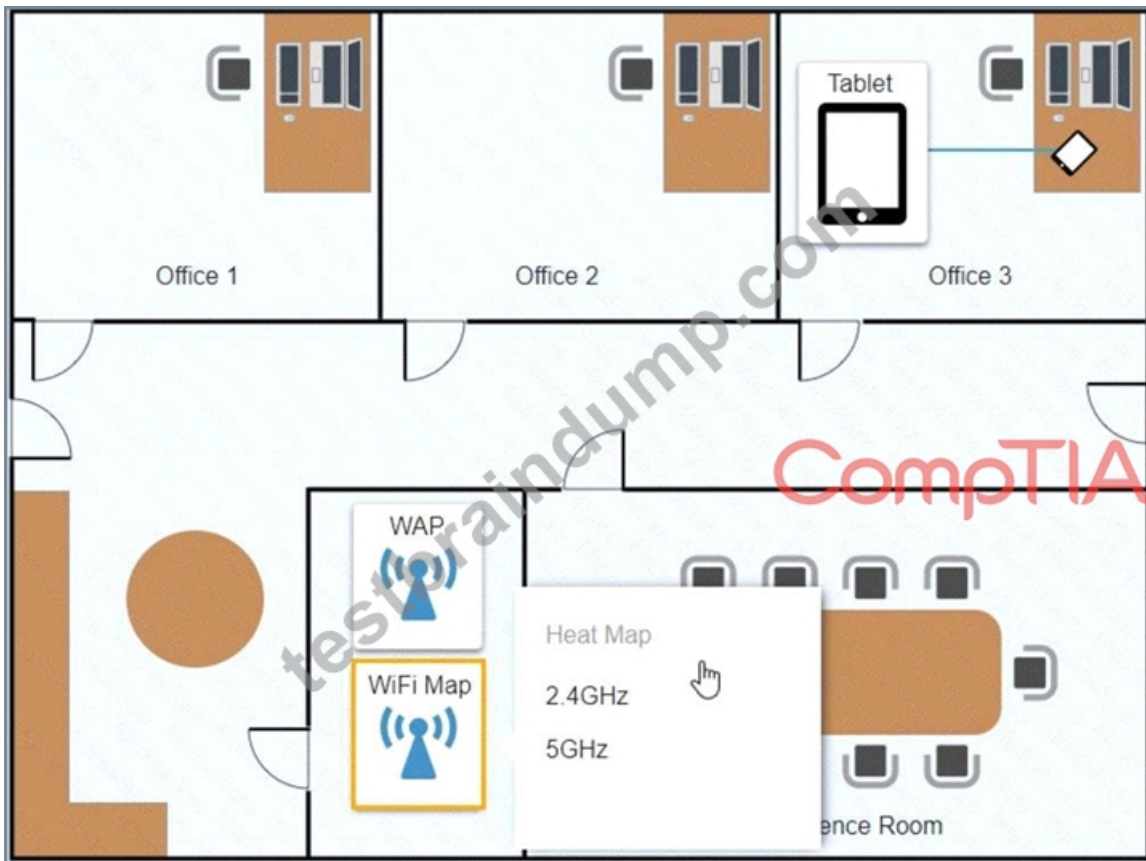 Tablet
Office 1
Office 2
Office 3
CompTIA
WAP
WiFi Map
Heat Map
2.4GHz
5GHz
ence Room
testoraindump.com